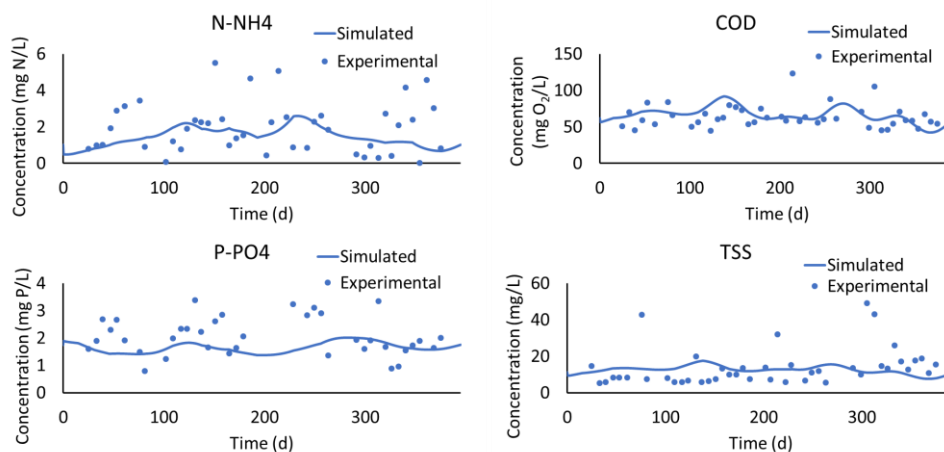 N-NH4
Simulated
Experimental
Concentration (mg N/L)
6
4
2
0
0
100
200
300
Time (d)
COD
Simulated
Experimental
Concentration
(mg O₂/L)
150
100
50
0
0
100
200
300
Time (d)
P-PO4
Simulated
Experimental
Concentration (mg P/L)
4
3
2
1
0
0
100
200
300
Time (d)
TSS
Simulated
Experimental
Concentration (mg/L)
60
40
20
0
0
100
200
300
Time (d)